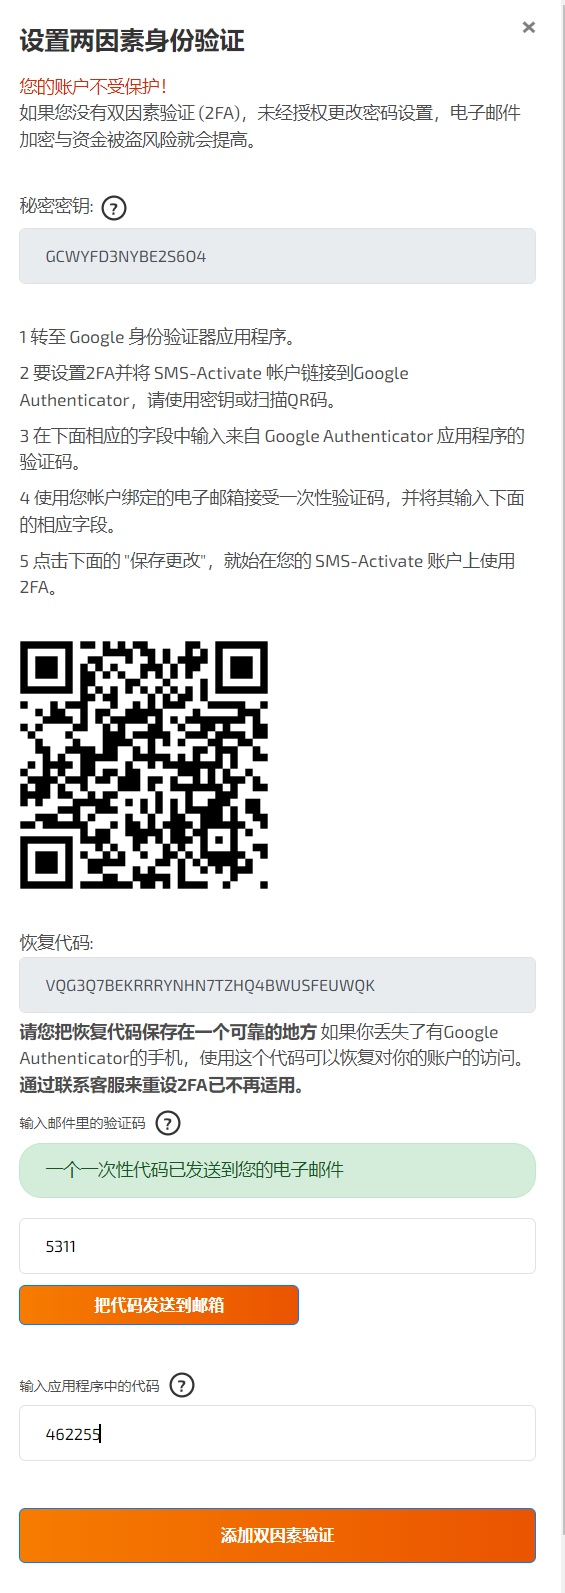 设置两因素身份验证
×
您的账户不受保护！
如果您没有双因素验证 (2FA)，未经授权更改密码设置，电子邮件
加密与资金被盗风险就会提高。
秘密密钥: ?
GCWYFD3NYBE2S6O4
1 转至 Google 身份验证器应用程序。
2 要设置2FA并将 SMS-Activate 帐户链接到Google
Authenticator，请使用密钥或扫描QR码。
3 在下面相应的字段中输入来自 Google Authenticator 应用程序的
验证码。
4 使用您帐户绑定的电子邮箱接受一次性验证码，并将其输入下面
的相应字段。
5 点击下面的 "保存更改"，就始在您的 SMS-Activate 账户上使用
2FA。
恢复代码:
VQG3Q7BEKRRRYNHN7TZHQ4BWUSFEUWQK
请您把恢复代码保存在一个可靠的地方 如果你丢失了有Google
Authenticator的手机，使用这个代码可以恢复对你的账户的访问。
通过联系客服来重设2FA已不再适用。
输入邮件里的验证码 ?
一个一次性代码已发送到您的电子邮件
5311
把代码发送到邮箱
输入应用程序中的代码 ?
462255
添加双因素验证